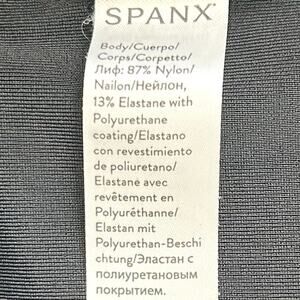 SPANX®
Body/Cuerpo/
Corps/Corpetto/
Лиф: 87% Nylon/
Nailon/Нейлон,
13% Elastane with
Polyurethane
coating/Elastano
con revestimiento
de poliuretano/
Elastane avec
revêtement en
Polyuréthanne/
Elastan mit
Polyurethan-Beschi
chtung/Эластан с
полиуретановым
покрытием.